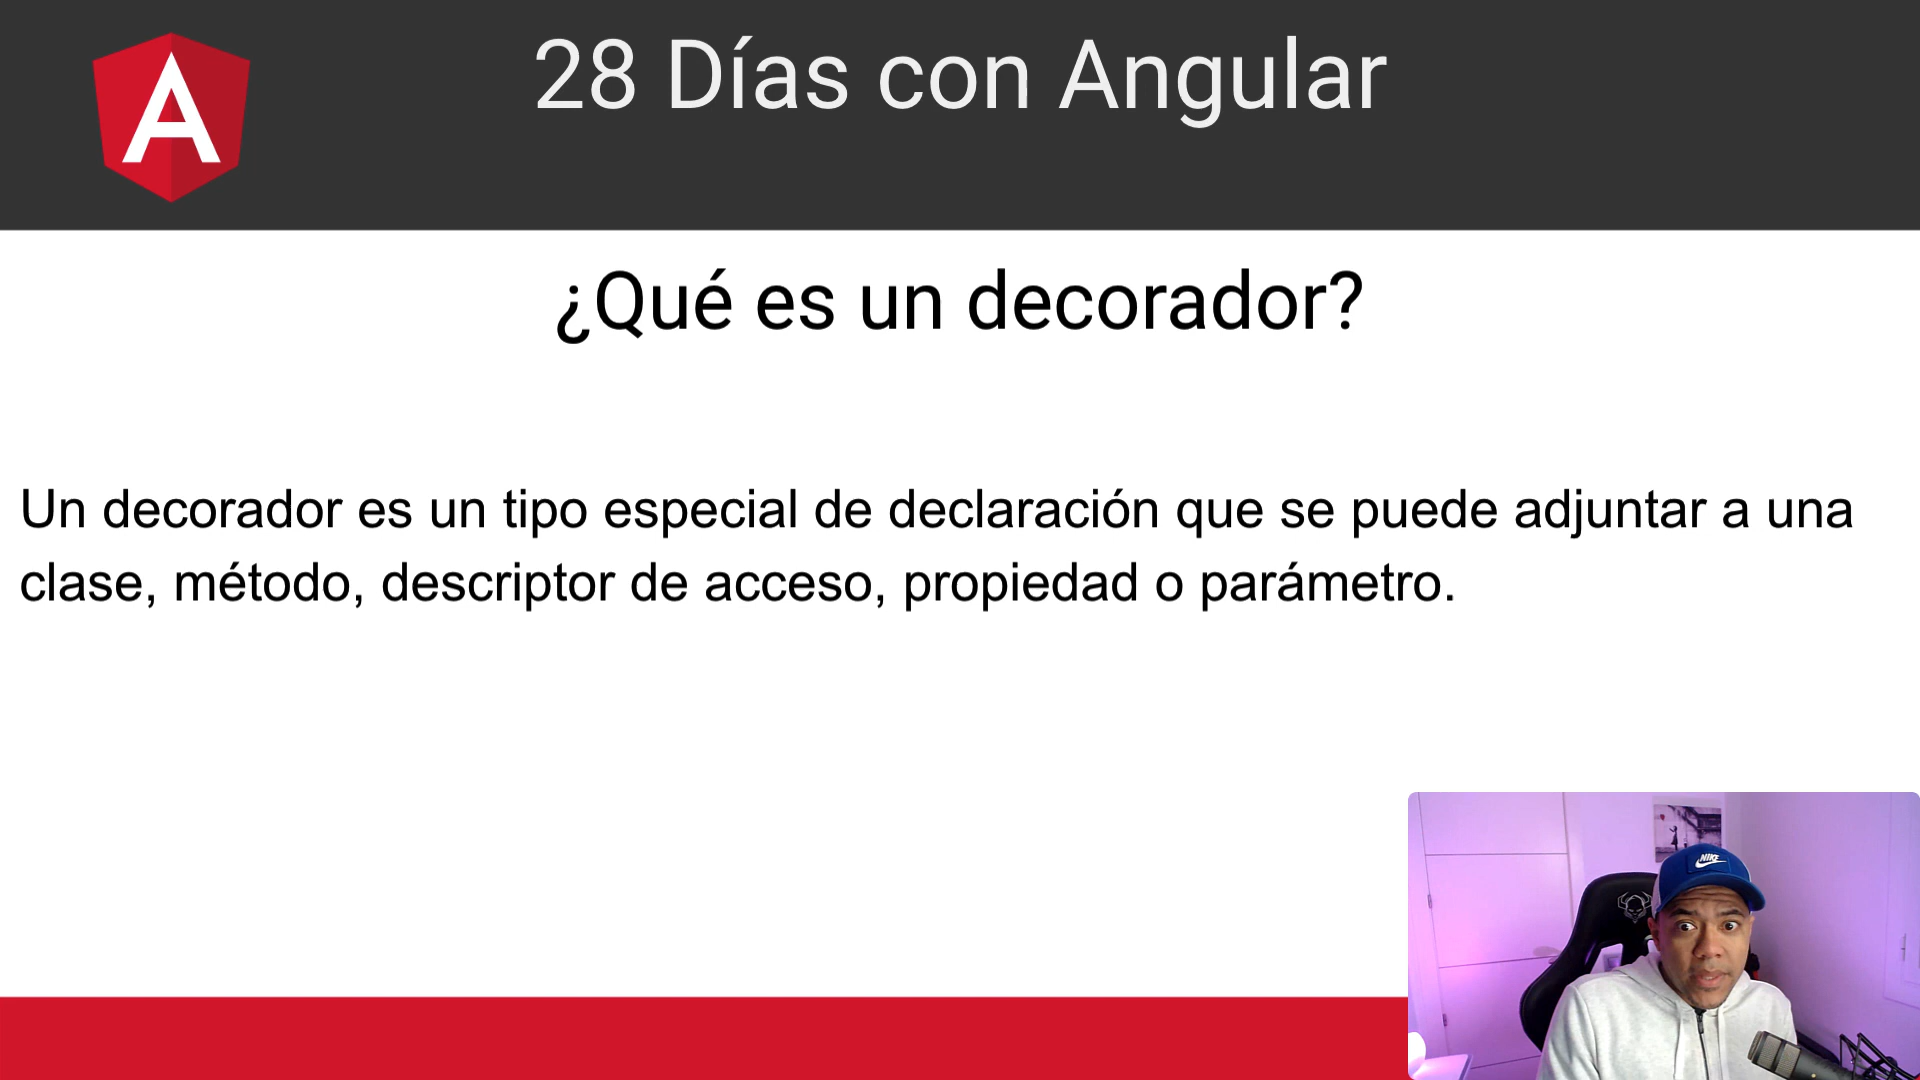 28 Días con Angular
¿Qué es un decorador?
Un decorador es un tipo especial de declaración que se puede adjuntar a una
clase, método, descriptor de acceso, propiedad o parámetro.
A
NIKE